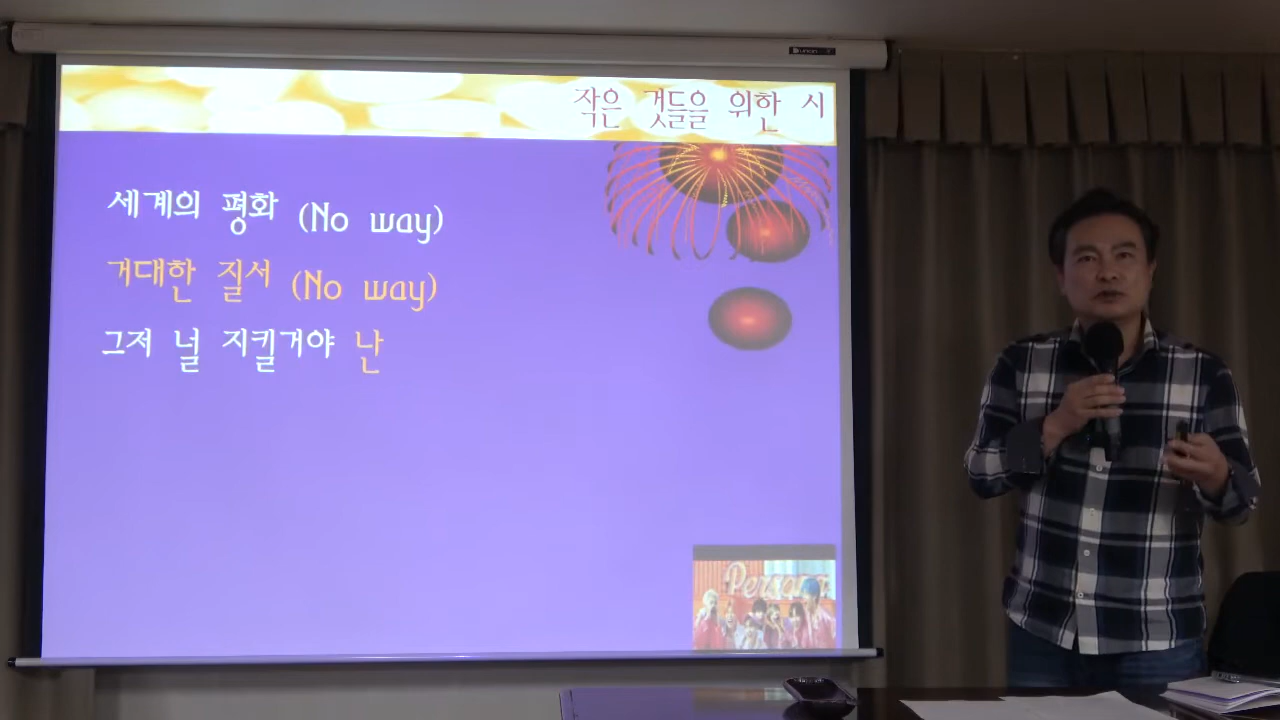 작은 것들을 위한 시
세계의 평화 (No way)
거대한 질서 (No way)
그저 널 지킬거야 난
Persona